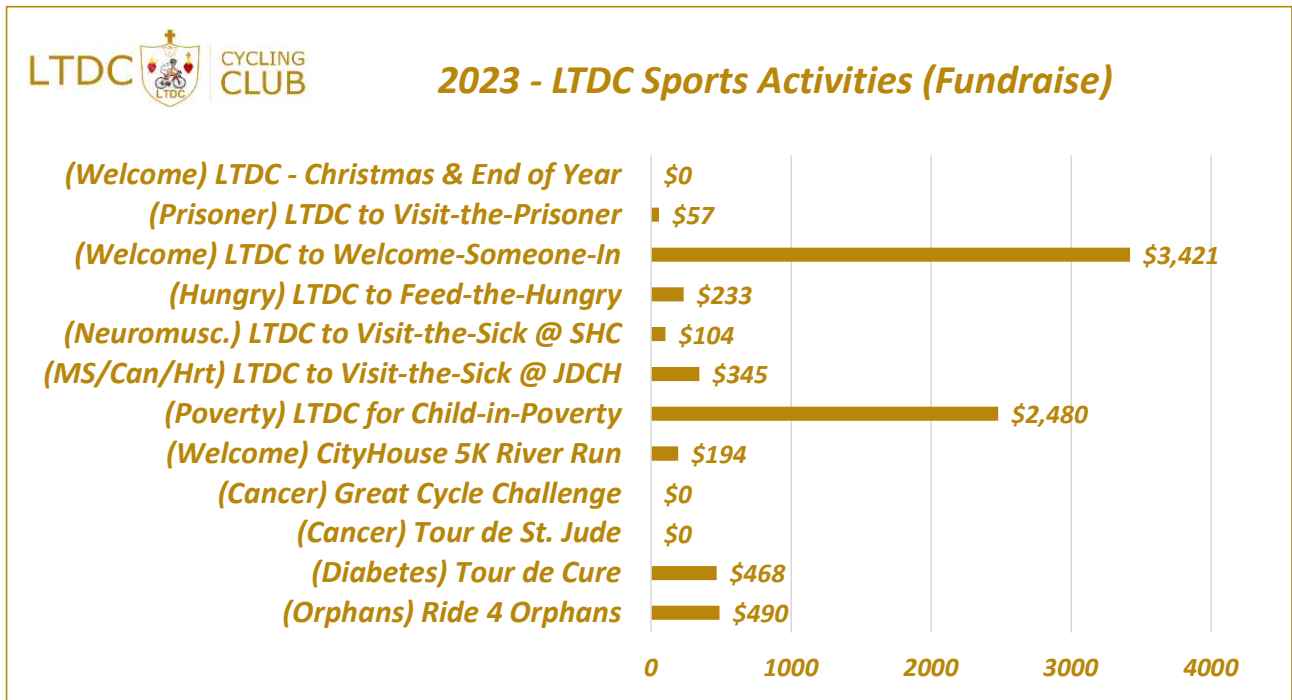 LTDC
LTDC
CYCLING
CLUB
2023 - LTDC Sports Activities (Fundraise)
(Welcome) LTDC - Christmas & End of Year $0
(Prisoner) LTDC to Visit-the-Prisoner $57
(Welcome) LTDC to Welcome-Someone-In $3,421
(Hungry) LTDC to Feed-the-Hungry $233
(Neuromusc.) LTDC to Visit-the-Sick @ SHC $104
(MS/Can/Hrt) LTDC to Visit-the-Sick @ JDCH $345
(Poverty) LTDC for Child-in-Poverty $2,480
(Welcome) CityHouse 5K River Run $194
(Cancer) Great Cycle Challenge $0
(Cancer) Tour de St. Jude $0
(Diabetes) Tour de Cure $468
(Orphans) Ride 4 Orphans $490
0 1000 2000 3000 4000